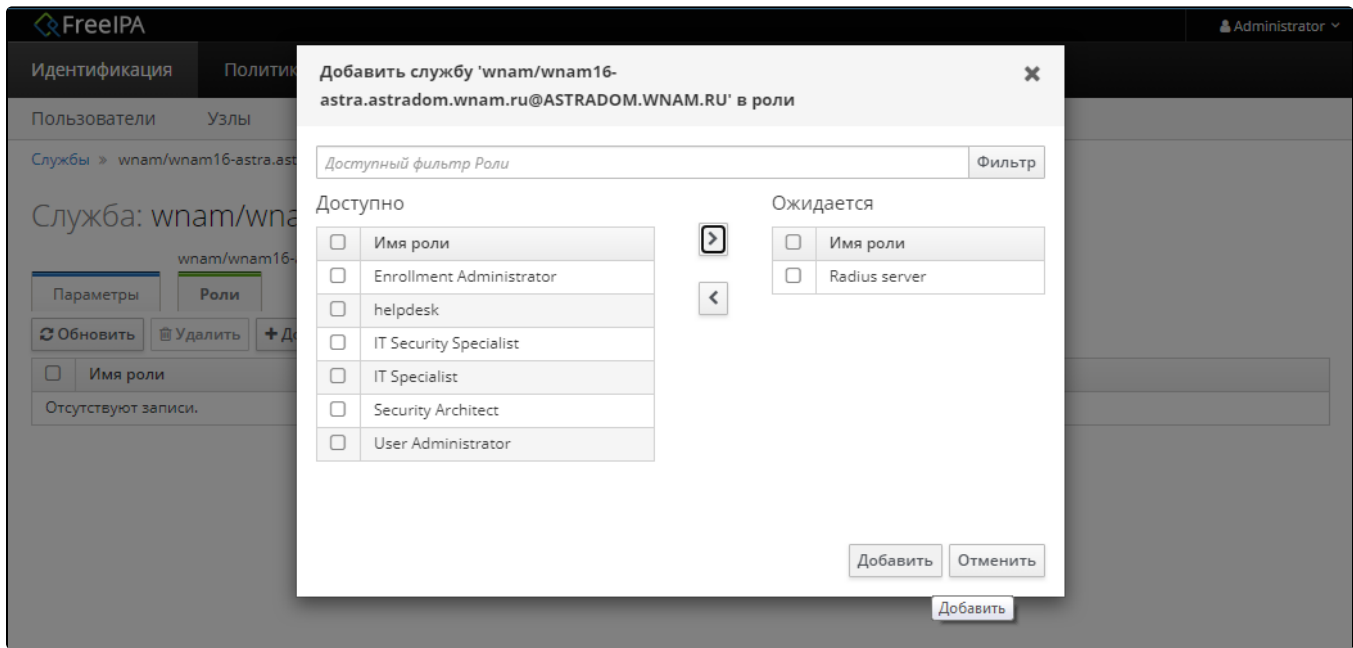 FreeIPA
Administrator
Идентификация Политик
Добавить службу 'wnam/wnam16-
astra.astradom.wnam.ru@ASTRADOM.WNAM.RU' в роли
Пользователи Узлы
Службы » wnam/wnam16-astra.ast
Доступный фильтр Роли Фильтр
Служба: wnam/wna
Доступно Ожидается
Имя роли Имя роли
wnam/wnam16-
Enrollment Administrator Radius server
Параметры Роли
helpdesk
Обновить Удалить +До
IT Security Specialist
Имя роли
IT Specialist
Отсутствуют записи.
Security Architect
User Administrator
Добавить Отменить
Добавить